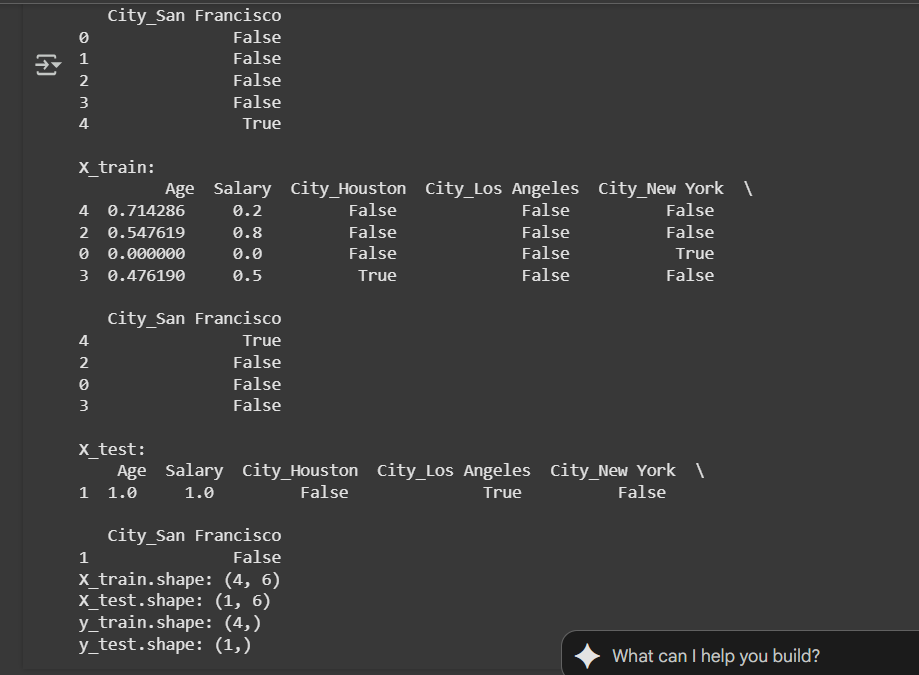 City_San Francisco
0 False
1 False
2 False
3 False
4 True
X_train:
Age Salary City_Houston City_Los Angeles City_New York \
4 0.714286 0.2 False False False
2 0.547619 0.8 False False False
0 0.000000 0.0 False False True
3 0.476190 0.5 True False False
City_San Francisco
4 True
2 False
0 False
3 False
X_test:
Age Salary City_Houston City_Los Angeles City_New York \
1 1.0 1.0 False True False
City_San Francisco
1 False
X_train.shape: (4, 6)
X_test.shape: (1, 6)
y_train.shape: (4,)
y_test.shape: (1,)
What can I help you build?